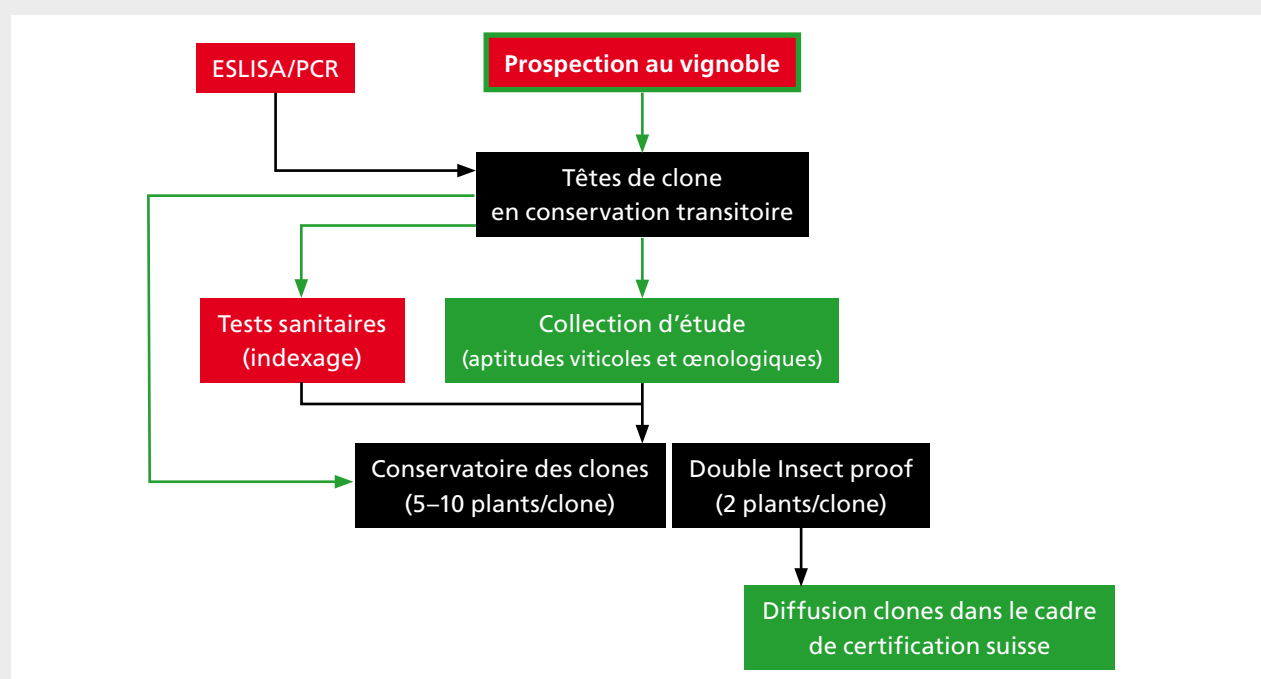 ESLISA/PCR
Prospection au vignoble
Têtes de clone
en conservation transitoire
Tests sanitaires
(indexage)
Collection d'étude
(aptitudes viticoles et œnologiques)
Conservatoire des clones
(5–10 plants/clone)
Double Insect proof
(2 plants/clone)
Diffusion clones dans le cadre
de certification suisse